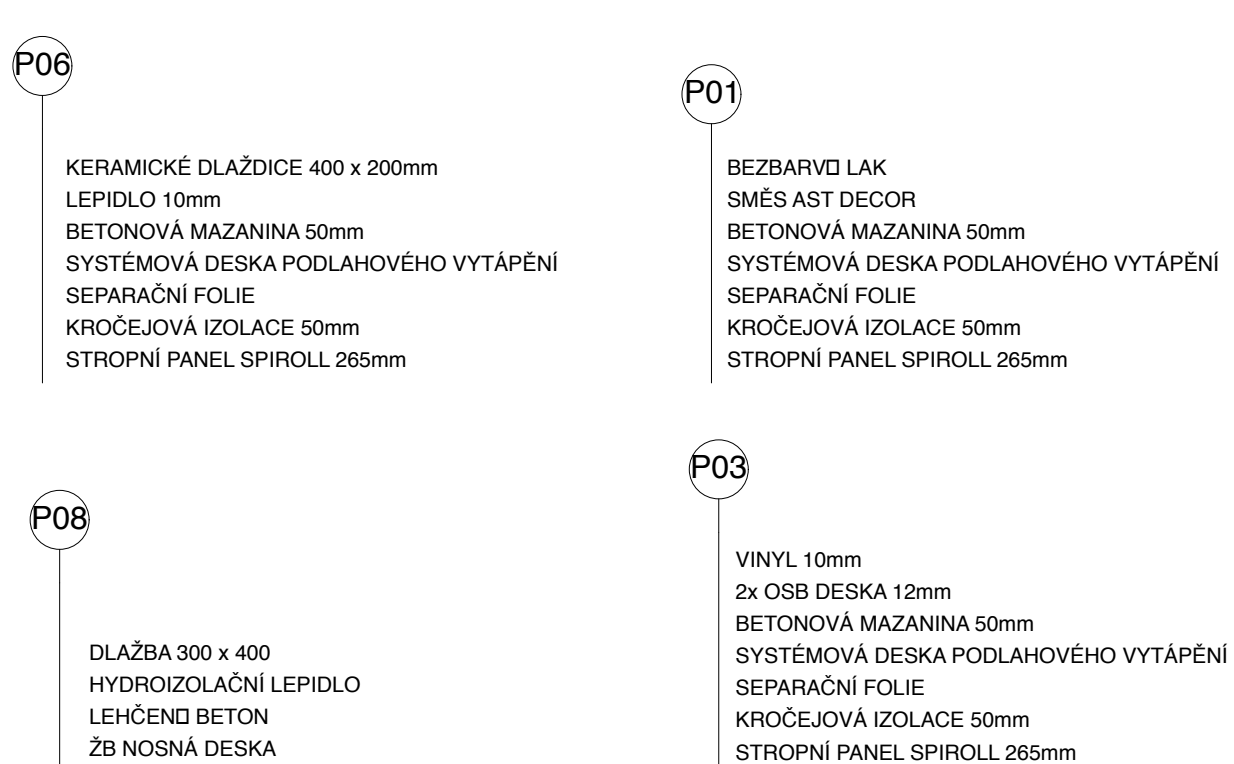 P06
KERAMICKÉ DLAŽDICE 400 x 200mm
LEPIDLO 10mm
BETONOVÁ MAZANINA 50mm
SYSTÉMOVÁ DESKA PODLAHOVÉHO VYTÁPĚNÍ
SEPARAČNÍ FOLIE
KROČEJOVÁ IZOLACE 50mm
STROPNÍ PANEL SPIROLL 265mm
P01
BEZBARV□ LAK
SMĚS AST DECOR
BETONOVÁ MAZANINA 50mm
SYSTÉMOVÁ DESKA PODLAHOVÉHO VYTÁPĚNÍ
SEPARAČNÍ FOLIE
KROČEJOVÁ IZOLACE 50mm
STROPNÍ PANEL SPIROLL 265mm
P08
DLAŽBA 300 x 400
HYDROIZOLAČNÍ LEPIDLO
LEHČEN□ BETON
ŽB NOSNÁ DESKA
P03
VINYL 10mm
2x OSB DESKA 12mm
BETONOVÁ MAZANINA 50mm
SYSTÉMOVÁ DESKA PODLAHOVÉHO VYTÁPĚNÍ
SEPARAČNÍ FOLIE
KROČEJOVÁ IZOLACE 50mm
STROPNÍ PANEL SPIROLL 265mm